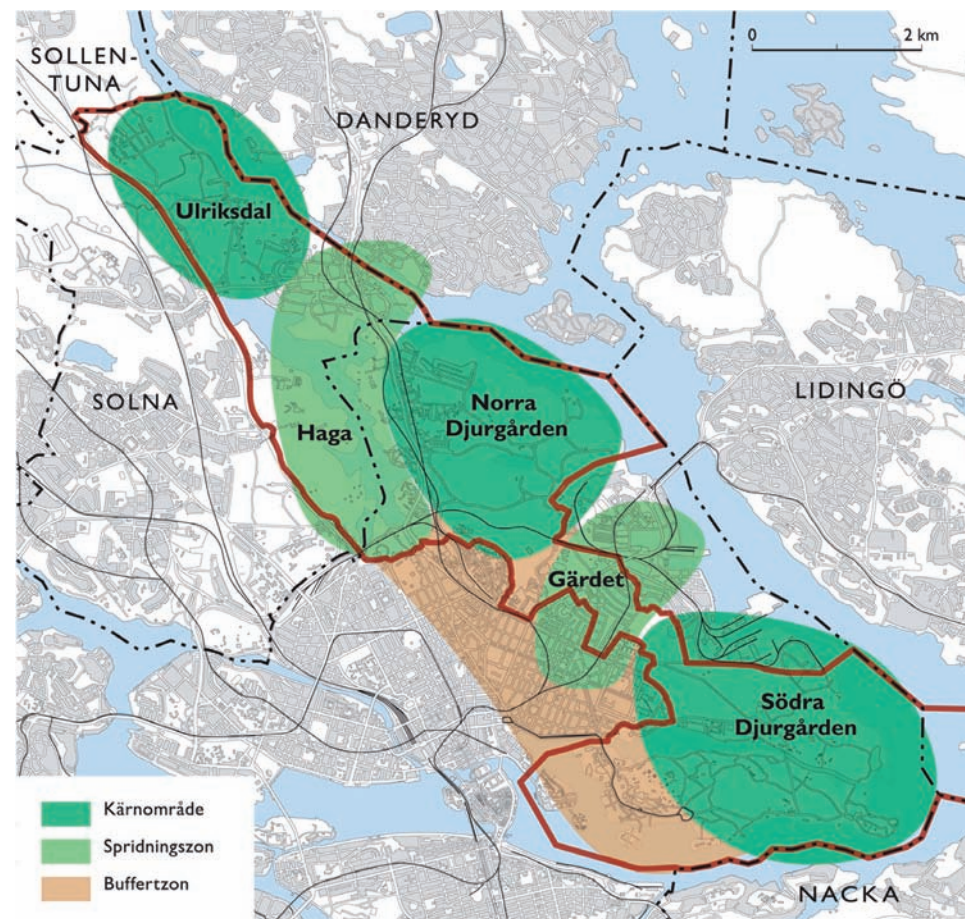 SOLLEN-
TUNA
0 2 km
DANDERYD
Ulriksdal
SOLNA
Haga
Norra
Djurgården
LIDINGÖ
Gärdet
Södra
Djurgården
Kärnområde
Spridningszon
Buffertzon
NACKA